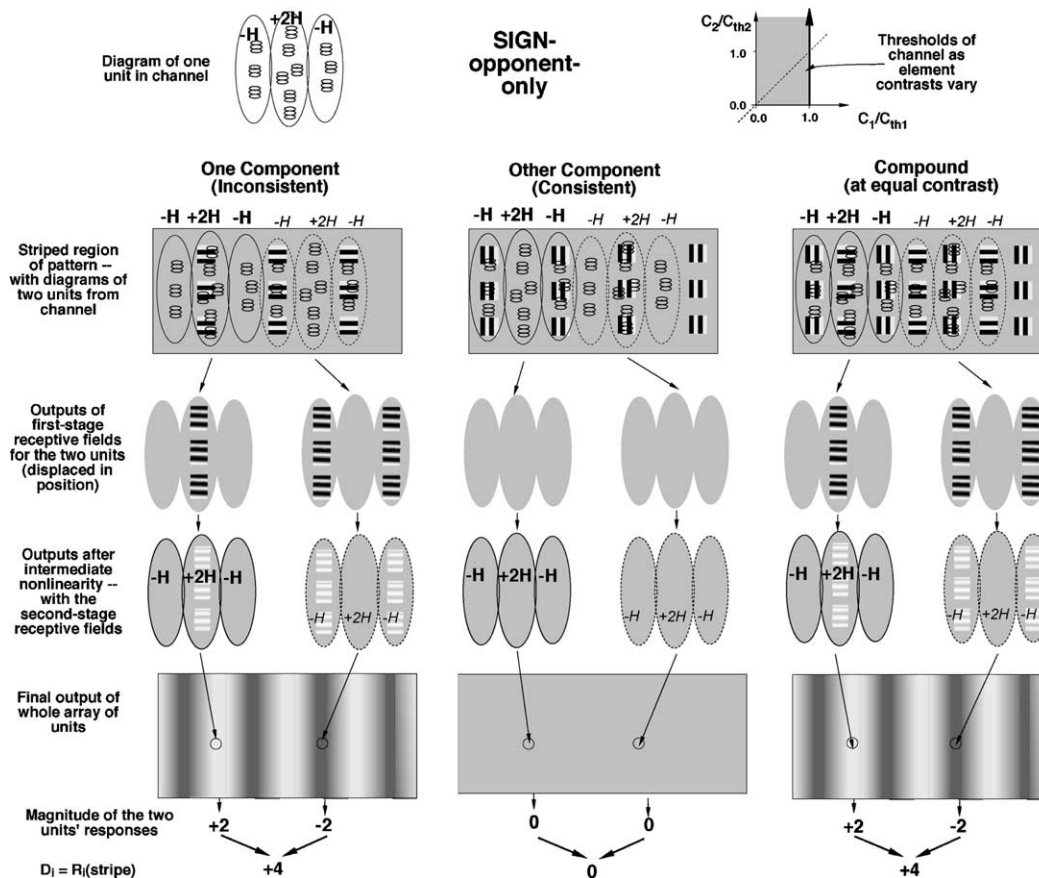 -H +2H -H
Diagram of one
unit in channel
SIGN-
opponent-
only
C2/Cth2
1.0
0.0
0.0 1.0
C1/Cth1
Thresholds of
channel as
element
contrasts vary
One Component
(Inconsistent)
Other Component
(Consistent)
Compound
(at equal contrast)
-H +2H -H -H +2H -H
-H +2H -H -H +2H -H
-H +2H -H -H +2H -H
Striped region
of pattern --
with diagrams of
two units from
channel
Outputs of
first-stage
receptive fields
for the two units
(displaced in
position)
Outputs after
intermediate
nonlinearity --
with the
second-stage
receptive fields
-H +2H -H
-H +2H -H
-H +2H -H
-H +2H -H
-H +2H -H
-H +2H -H
Final output of
whole array of
units
Magnitude of the two
units' responses
+2 -2
0 0
+2 -2
Di = Ri(stripe)
+4
0
+4